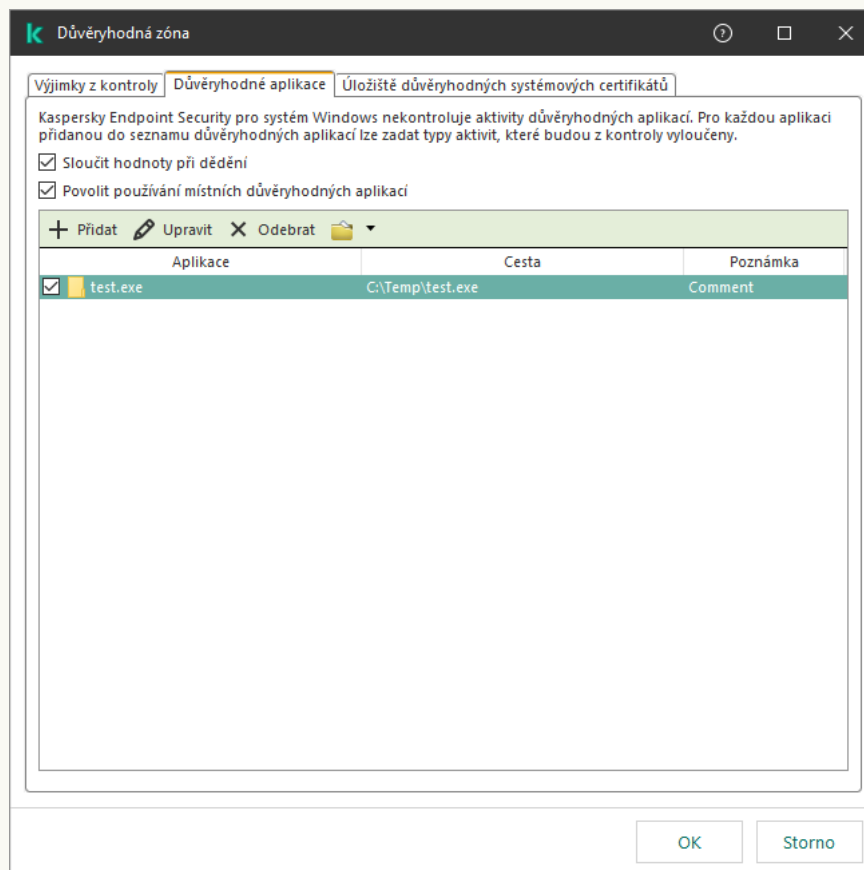 Důvěryhodná zóna
Výjimky z kontroly
Důvěryhodné aplikace
Úložiště důvěryhodných systémových certifikátů
Kaspersky Endpoint Security pro systém Windows nekontroluje aktivity důvěryhodných aplikací. Pro každou aplikaci
přidanou do seznamu důvěryhodných aplikací lze zadat typy aktivit, které budou z kontroly vyloučeny.
Sloučit hodnoty při dědění
Povolit používání místních důvěryhodných aplikací
Přidat Upravit Odebrat
Aplikace Cesta Poznámka
test.exe C:\Temp\test.exe Comment
OK Storno